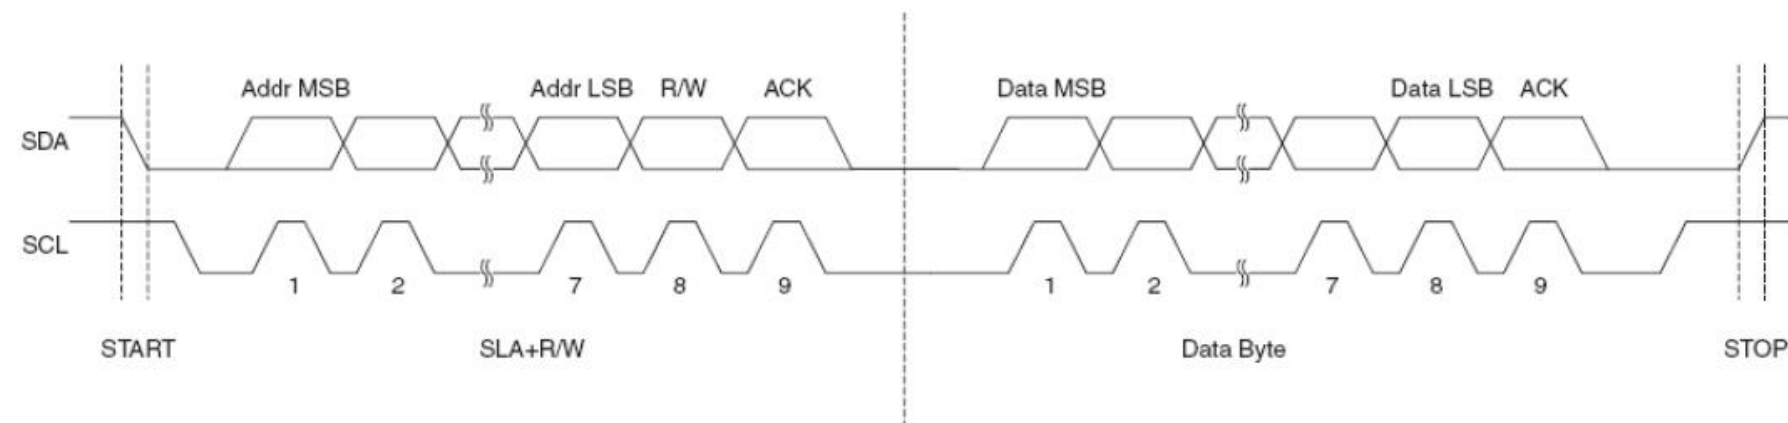 Addr MSB Addr LSB R/W ACK Data MSB Data LSB ACK
SDA
SCL
1 2 7 8 9 1 2 7 8 9
START SLA+R/W Data Byte STOP